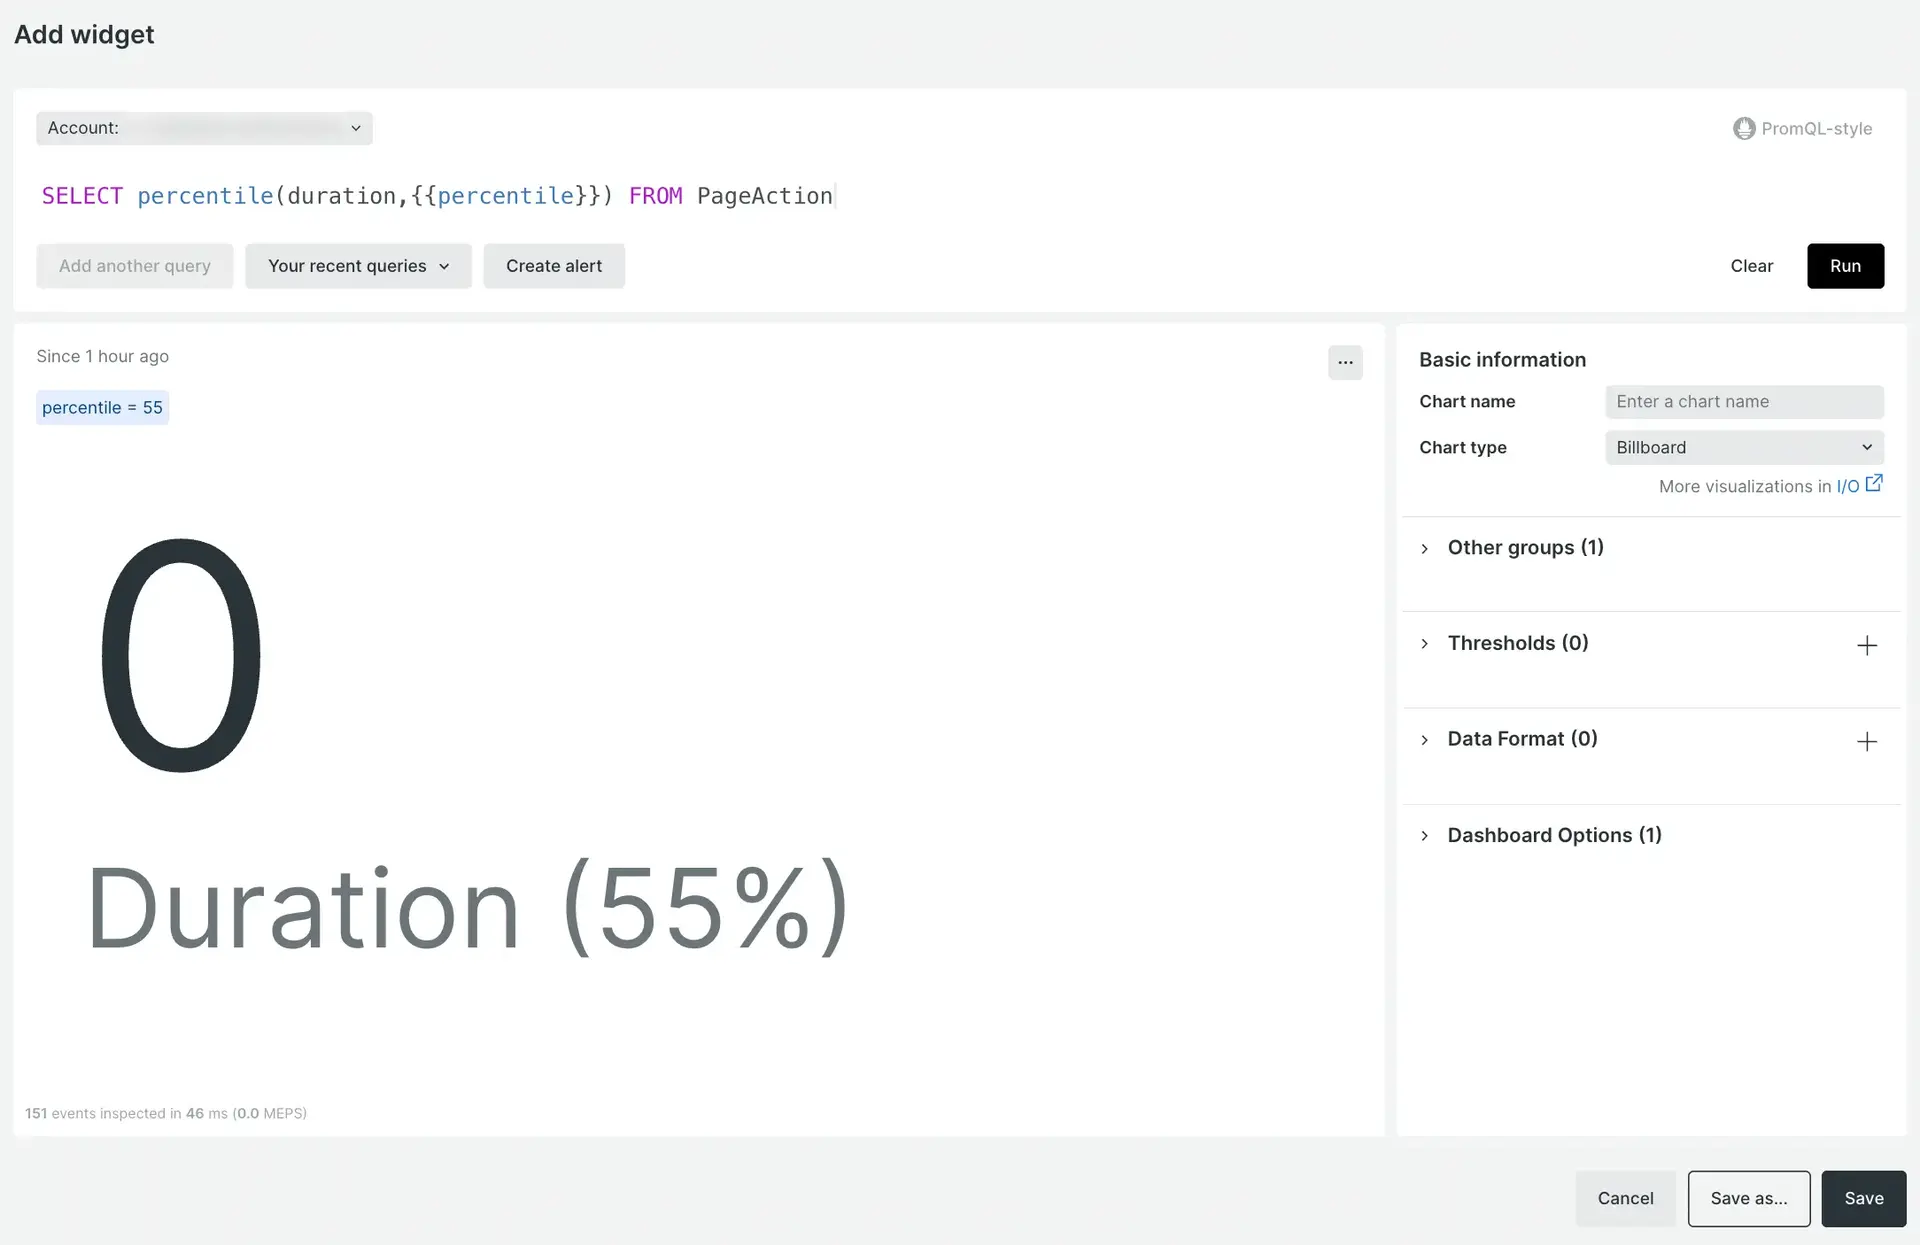 Add widget
Account:
PromQL-style
SELECT percentile(duration,{{percentile}}) FROM PageAction
Add another query
Your recent queries
Create alert
Clear
Run
Since 1 hour ago
...
percentile = 55
0
Duration (55%)
151 events inspected in 46 ms (0.0 MEPS)
Basic information
Chart name
Enter a chart name
Chart type
Billboard
More visualizations in I/O
Other groups (1)
Thresholds (0)
Data Format (0)
Dashboard Options (1)
Cancel
Save as...
Save